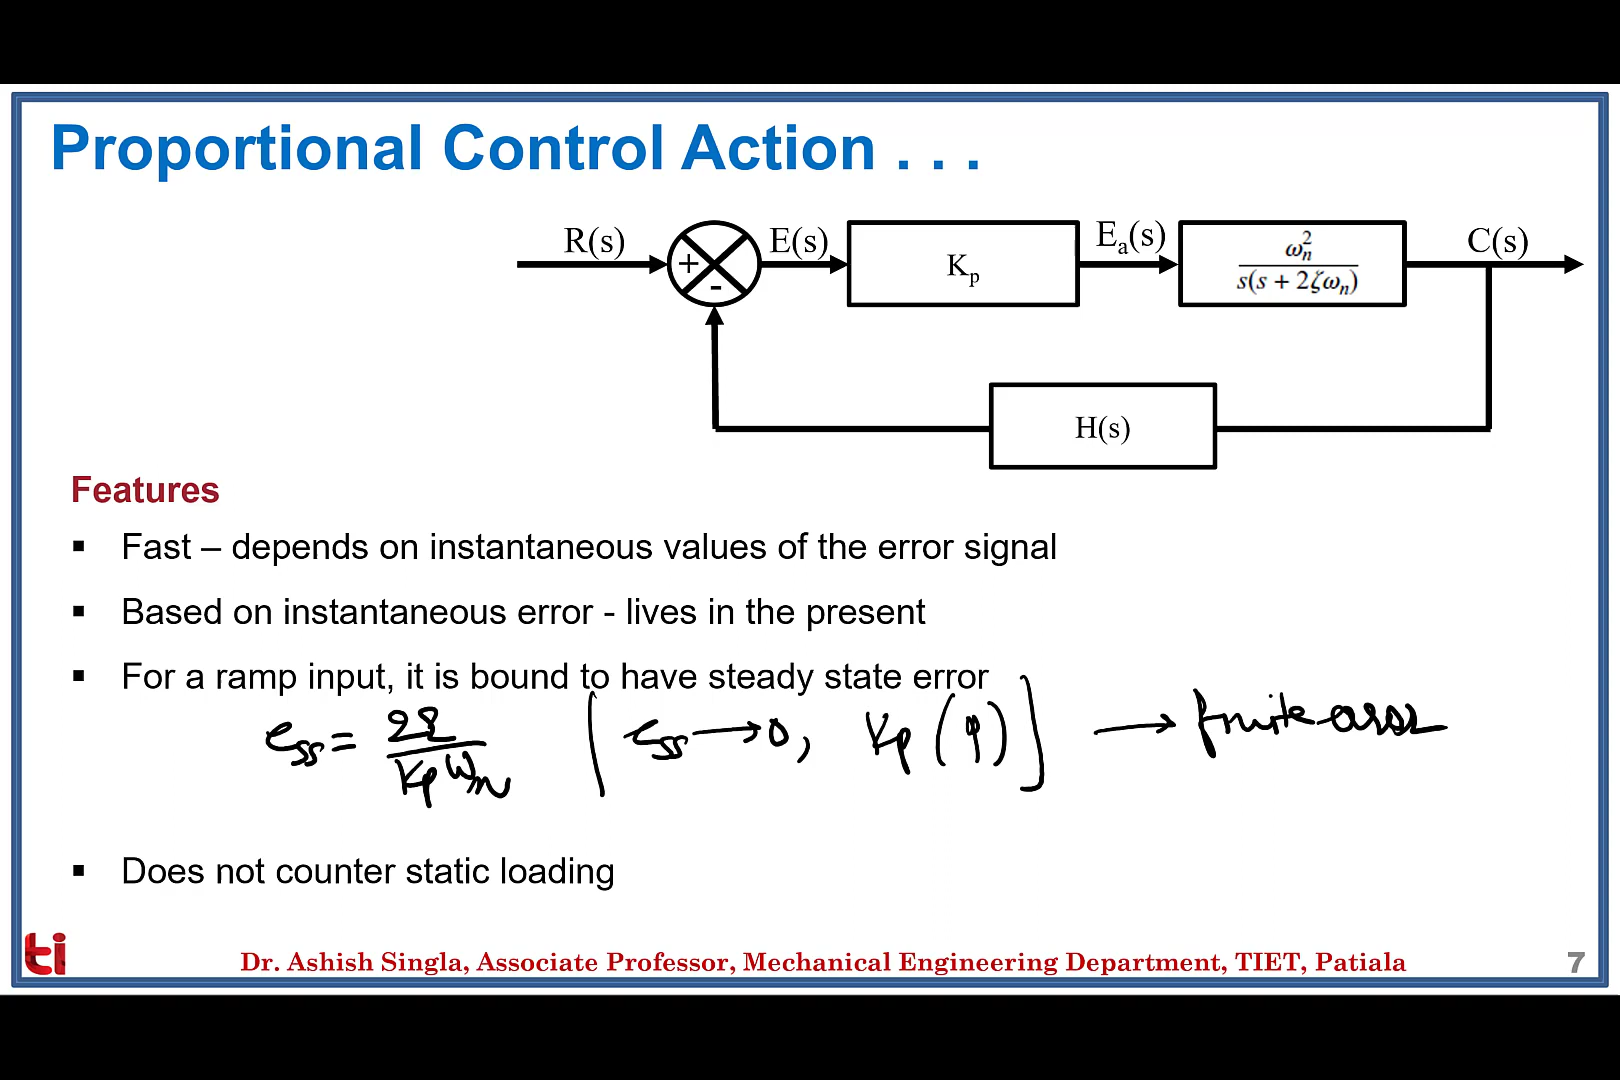 Proportional Control Action . . .
R(s) + - E(s) Kp Ea(s) ωn² / s(s + 2ζωn) C(s)
H(s)
Features
▪ Fast – depends on instantaneous values of the error signal
▪ Based on instantaneous error - lives in the present
▪ For a ramp input, it is bound to have steady state error
ess = 2ξ / Kp ωn [ ess → 0, Kp (↑) ] → finite error
▪ Does not counter static loading
ti Dr. Ashish Singla, Associate Professor, Mechanical Engineering Department, TIET, Patiala 7